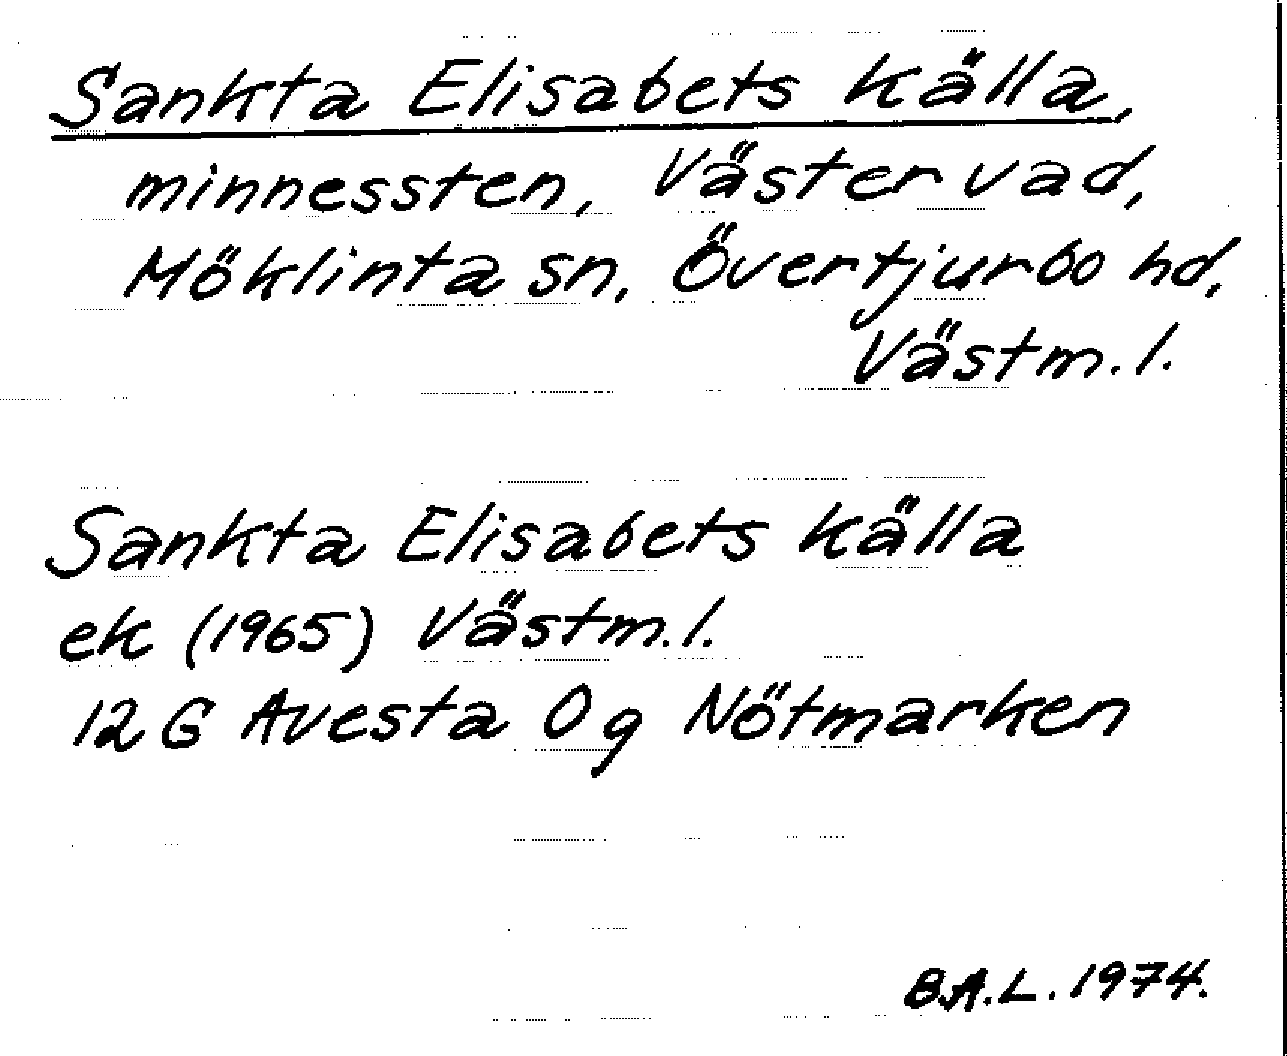 Sankta Elisabets Källa,
minnessten, Västervad,
Möklinta sn, Övertjurbo hd,
Västm.l.
Sankta Elisabets Källa
ek (1965) Västm.l.
12 G Avesta 0 g Nötmarken
B.A.L. 1974.